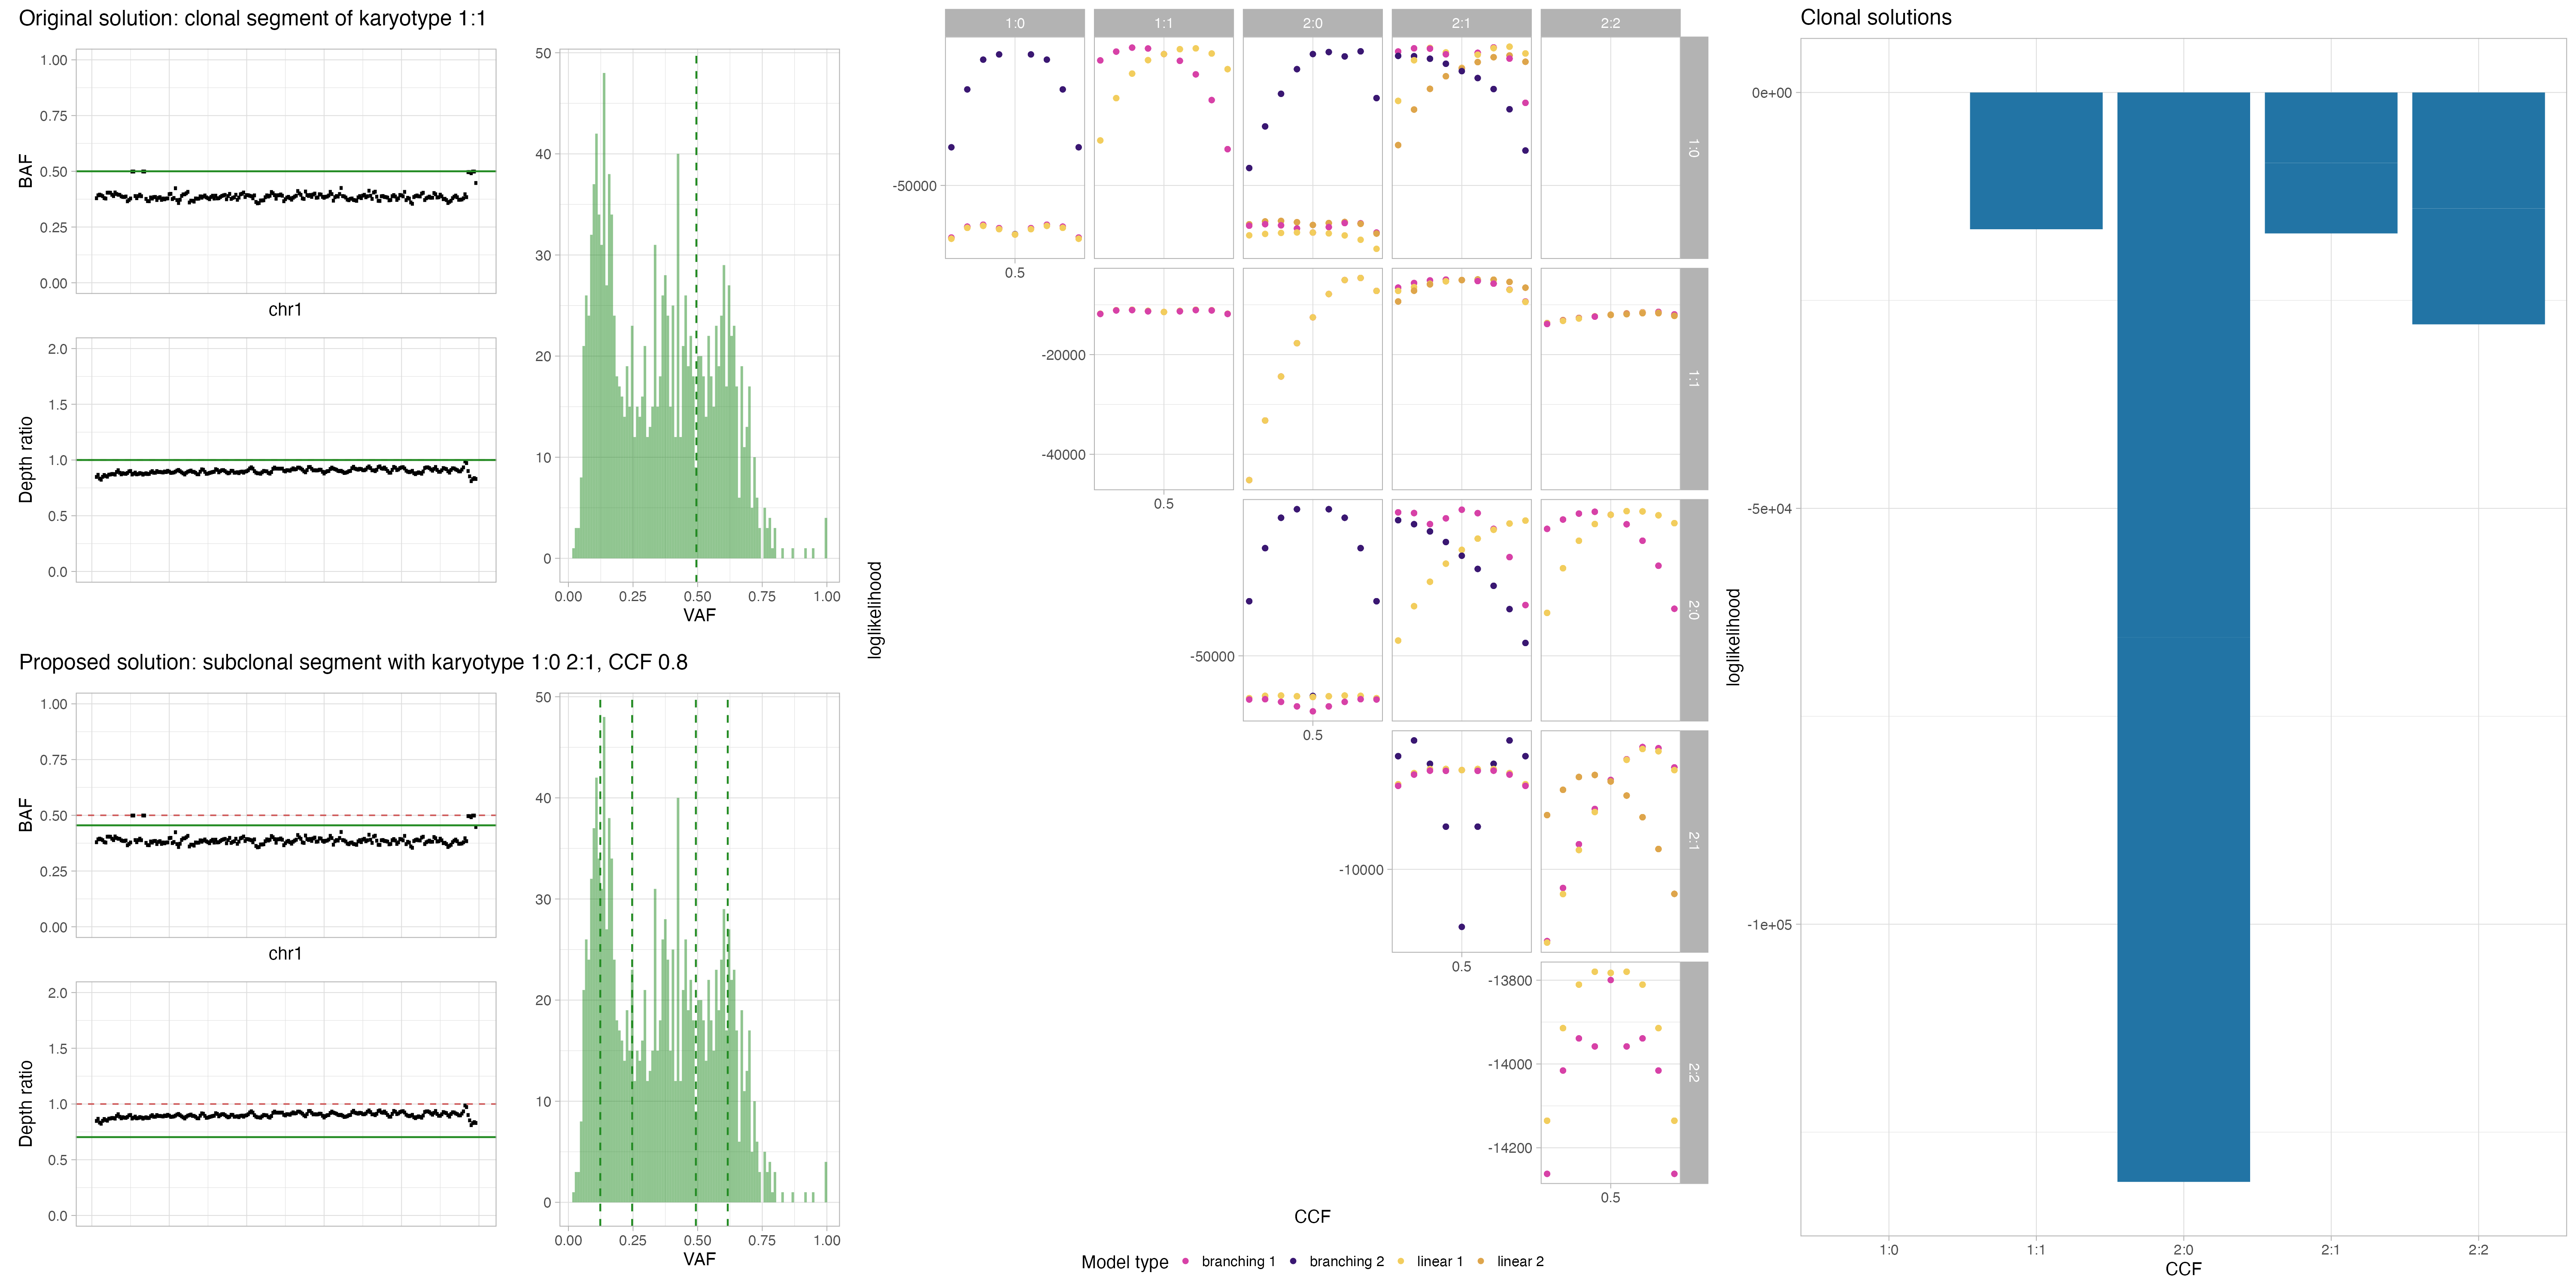 Original solution: clonal segment of karyotype 1:1
1.00
0.75
0.50
0.25
0.00
BAF
chr1
2.0
1.5
1.0
0.5
0.0
Depth ratio
50
40
30
20
10
0
0.00 0.25 0.50 0.75 1.00
VAF
Proposed solution: subclonal segment with karyotype 1:0 2:1, CCF 0.8
1.00
0.75
0.50
0.25
0.00
BAF
chr1
2.0
1.5
1.0
0.5
0.0
Depth ratio
50
40
30
20
10
0
0.00 0.25 0.50 0.75 1.00
VAF
loglikelihood
1:0 1:1 2:0 2:1 2:2
-50000
0.5
1:0
-20000
-40000
0.5
1:1
-50000
0.5
2:0
-10000
0.5
2:1
-13800
-14000
-14200
0.5
2:2
CCF
Model type branching 1 branching 2 linear 1 linear 2
Clonal solutions
0e+00
-5e+04
-1e+05
loglikelihood
1:0 1:1 2:0 2:1 2:2
CCF